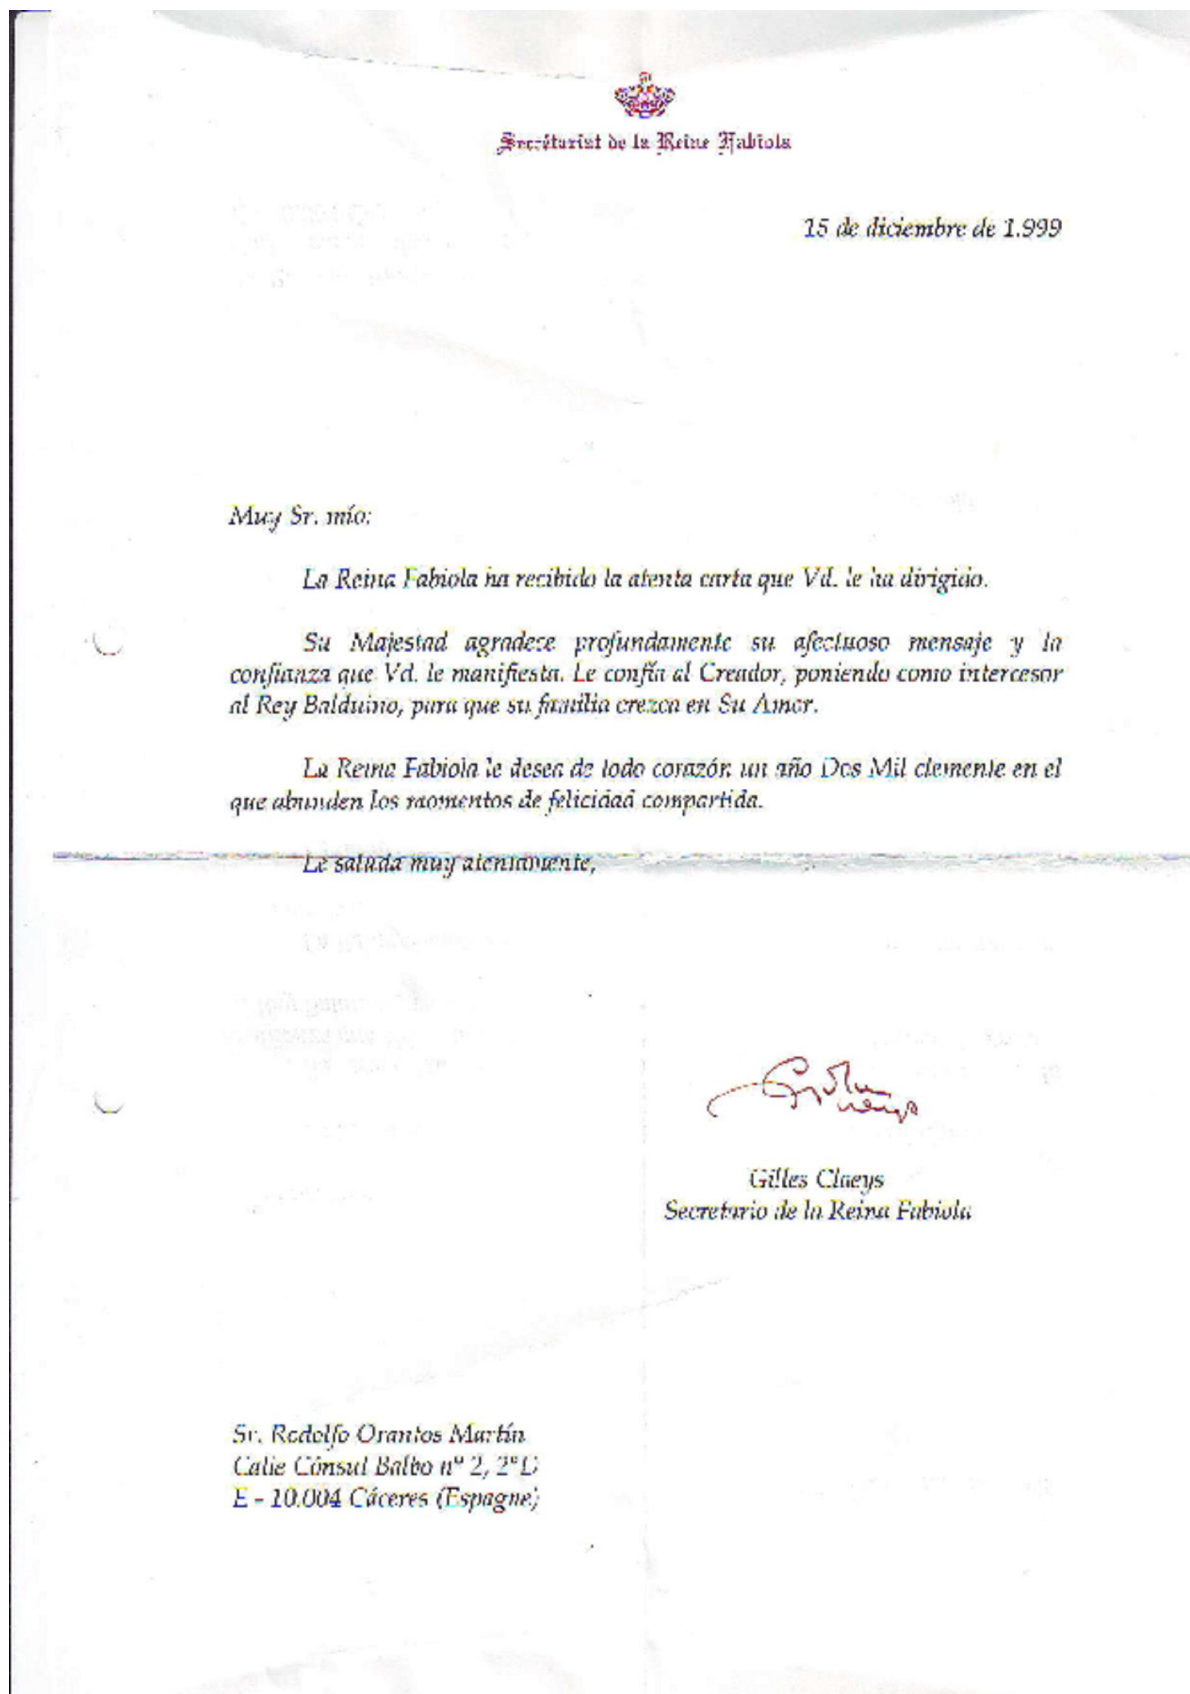 Secrétariat de la Reine Fabiola
15 de diciembre de 1.999
Muy Sr. mío:
La Reina Fabiola ha recibido la atenta carta que Vd. le ha dirigido.
Su Majestad agradece profundamente su afectuoso mensaje y la
confianza que Vd. le manifiesta. Le confía al Creador, poniendo como intercesor
al Rey Balduino, para que su familia crezca en Su Amor.
La Reina Fabiola le desea de todo corazón un año Dos Mil clemente en el
que abunden los momentos de felicidad compartida.
Le saluda muy atentamente,
Gilles Claeys
Secretario de la Reina Fabiola
Sr. Rodolfo Orantos Martín
Calle Cónsul Balbo nº 2, 2ºD
E - 10.004 Cáceres (Espagne)